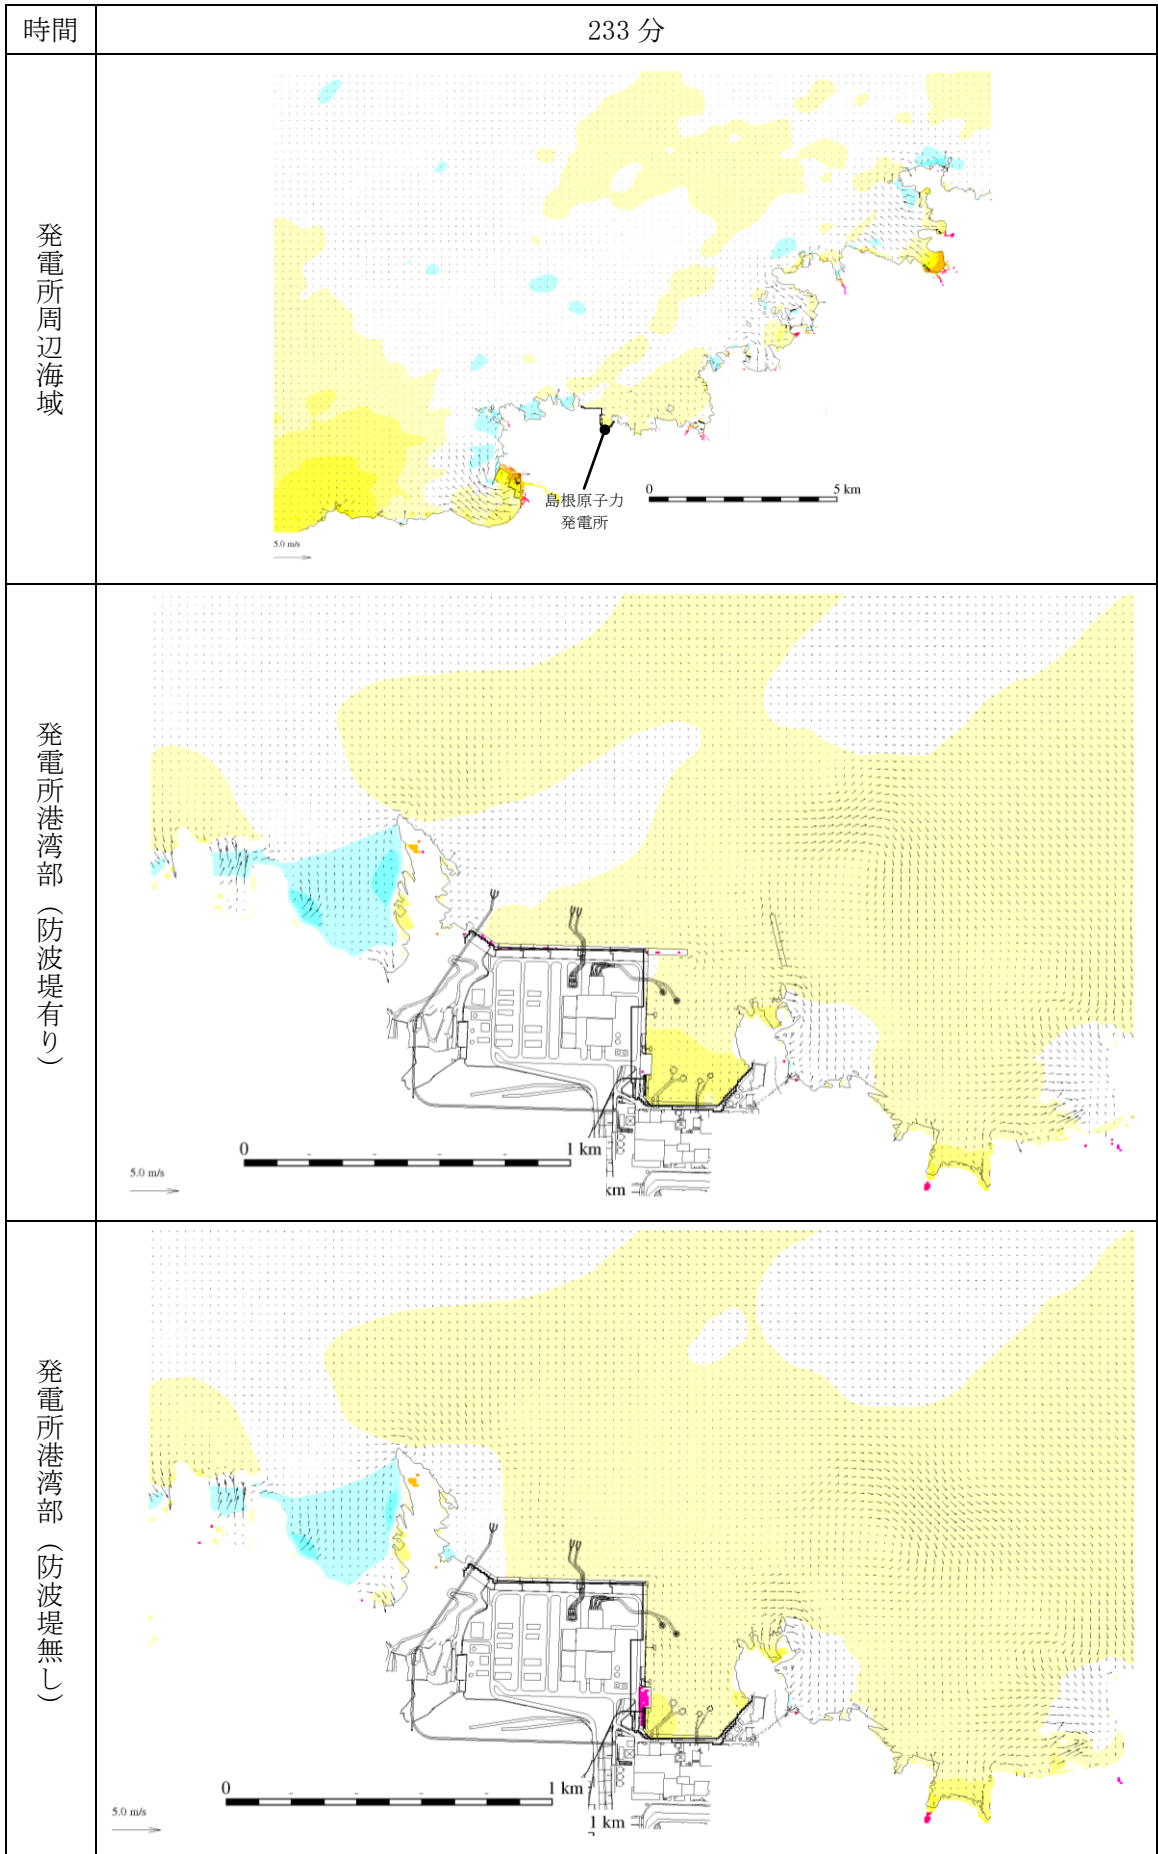 時間
233 分
発電所周辺海域
島根原子力
発電所
0
5 km
5.0 m/s
発電所港湾部（防波堤有り）
0
1 km
5.0 m/s
km
発電所港湾部（防波堤無し）
0
1 km
5.0 m/s
1 km